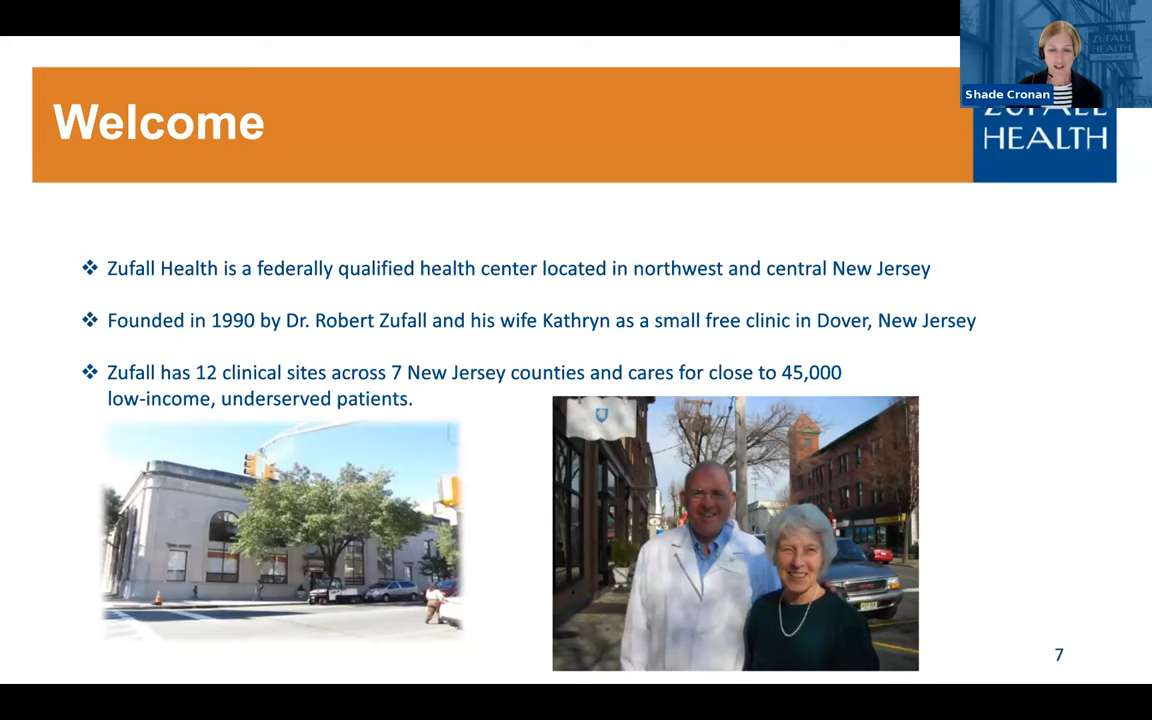 Welcome
ZUFALL
HEALTH
Shade Cronan
ZUFALL
HEALTH
❖ Zufall Health is a federally qualified health center located in northwest and central New Jersey
❖ Founded in 1990 by Dr. Robert Zufall and his wife Kathryn as a small free clinic in Dover, New Jersey
❖ Zufall has 12 clinical sites across 7 New Jersey counties and cares for close to 45,000
low-income, underserved patients.
7